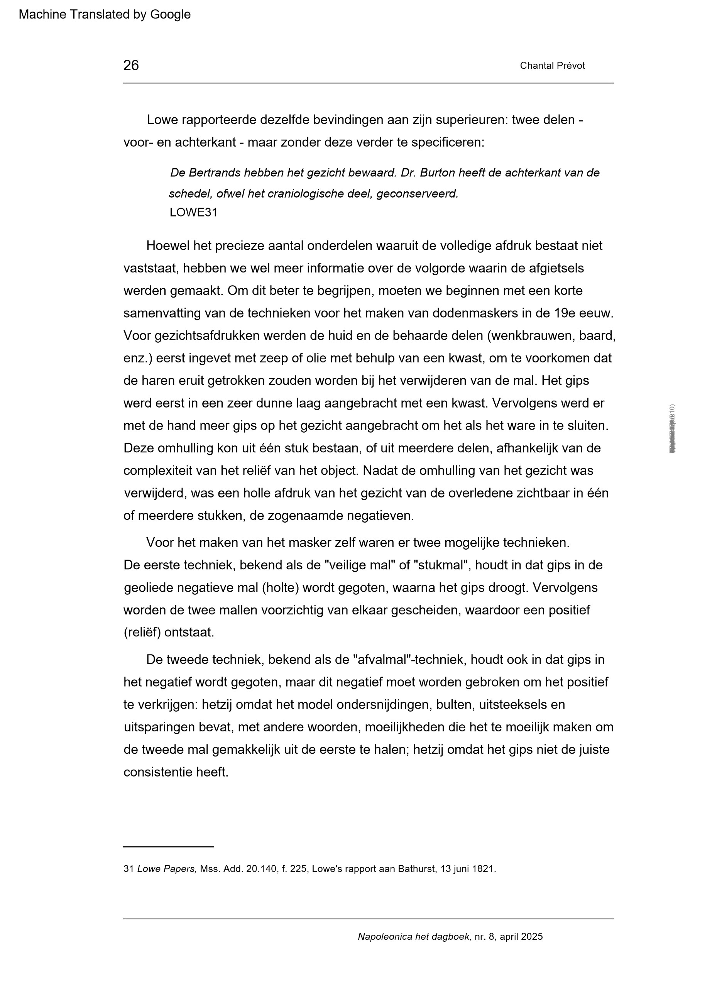 Machine Translated by Google
26
Chantal Prévot
Lowe rapporteerde dezelfde bevindingen aan zijn superieuren: twee delen -
voor- en achterkant - maar zonder deze verder te specificeren:
De Bertrands hebben het gezicht bewaard. Dr. Burton heeft de achterkant van de
schedel, ofwel het craniologische deel, geconserveerd.
LOWE31
Hoewel het precieze aantal onderdelen waaruit de volledige afdruk bestaat niet
vaststaat, hebben we wel meer informatie over de volgorde waarin de afgietsels
werden gemaakt. Om dit beter te begrijpen, moeten we beginnen met een korte
samenvatting van de technieken voor het maken van dodenmaskers in de 19e eeuw.
Voor gezichtsafdrukken werden de huid en de behaarde delen (wenkbrauwen, baard,
enz.) eerst ingevet met zeep of olie met behulp van een kwast, om te voorkomen dat
de haren eruit getrokken zouden worden bij het verwijderen van de mal. Het gips
werd eerst in een zeer dunne laag aangebracht met een kwast. Vervolgens werd er
met de hand meer gips op het gezicht aangebracht om het als het ware in te sluiten.
Deze omhulling kon uit één stuk bestaan, of uit meerdere delen, afhankelijk van de
complexiteit van het reliëf van het object. Nadat de omhulling van het gezicht was
verwijderd, was een holle afdruk van het gezicht van de overledene zichtbaar in één
of meerdere stukken, de zogenaamde negatieven.
Voor het maken van het masker zelf waren er twee mogelijke technieken.
De eerste techniek, bekend als de "veilige mal" of "stukmal", houdt in dat gips in de
geoliede negatieve mal (holte) wordt gegoten, waarna het gips droogt. Vervolgens
worden de twee mallen voorzichtig van elkaar gescheiden, waardoor een positief
(reliëf) ontstaat.
De tweede techniek, bekend als de "afvalmal"-techniek, houdt ook in dat gips in
het negatief wordt gegoten, maar dit negatief moet worden gebroken om het positief
te verkrijgen: hetzij omdat het model ondersnijdingen, bulten, uitsteeksels en
uitsparingen bevat, met andere woorden, moeilijkheden die het te moeilijk maken om
de tweede mal gemakkelijk uit de eerste te halen; hetzij omdat het gips niet de juiste
consistentie heeft.
31 Lowe Papers, Mss. Add. 20.140, f. 225, Lowe's rapport aan Bathurst, 13 juni 1821.
Napoleonica het dagboek, nr. 8, april 2025